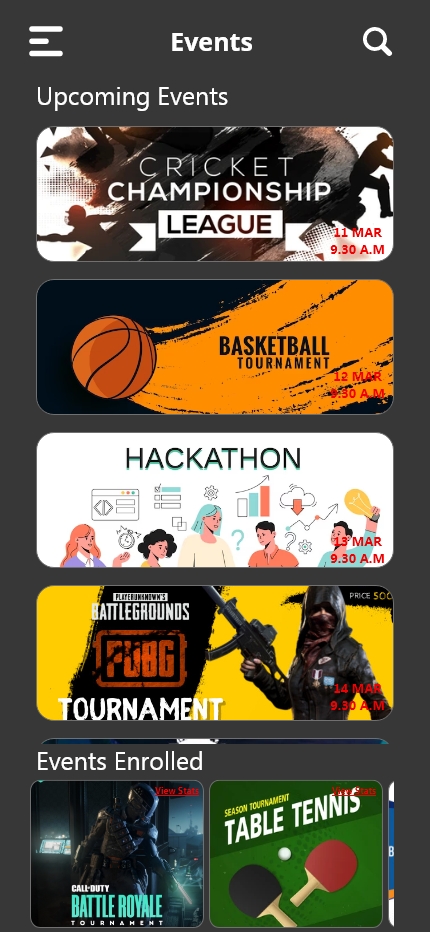 Events
Upcoming Events
CRICKET
CHAMPIONSHIP
LEAGUE
11 MAR
9.30 A.M
BASKETBALL
TOURNAMENT
12 MAR
9.30 A.M
HACKATHON
13 MAR
9.30 A.M
PLAYERUNKNOWN'S
BATTLEGROUNDS
PRICE 500
PUBG
TOURNAMENT
14 MAR
9.30 A.M
Events Enrolled
View Stats
CALL·DUTY
BATTLE ROYALE
TOURNAMENT
View Stats
SEASON TOURNAMENT
TABLE TENNIS